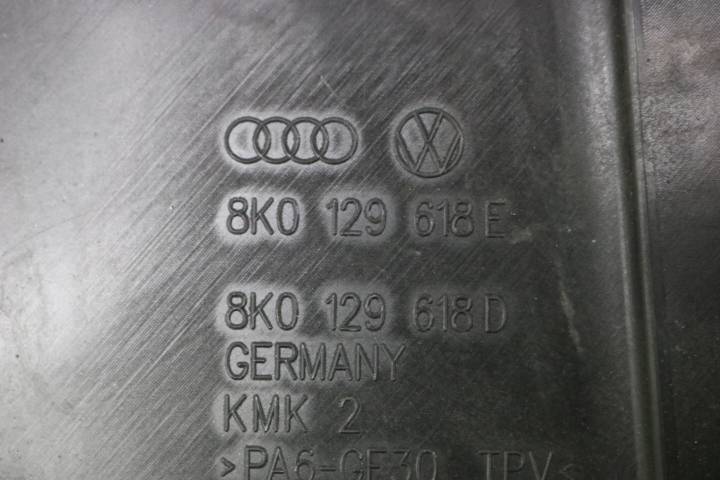 8K0 129 618 E
8K0 129 618 D
GERMANY
KMK 2
>PA6-GF30 TPV<